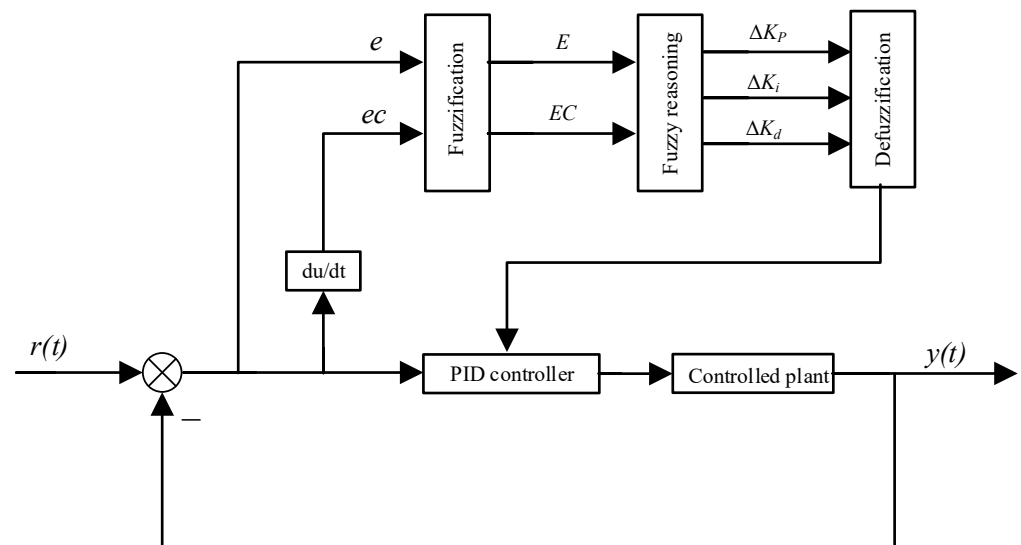 e
ec
Fuzzification
E
EC
Fuzzy reasoning
ΔK_P
ΔK_i
ΔK_d
Defuzzification
du/dt
r(t)
PID controller
Controlled plant
y(t)
—